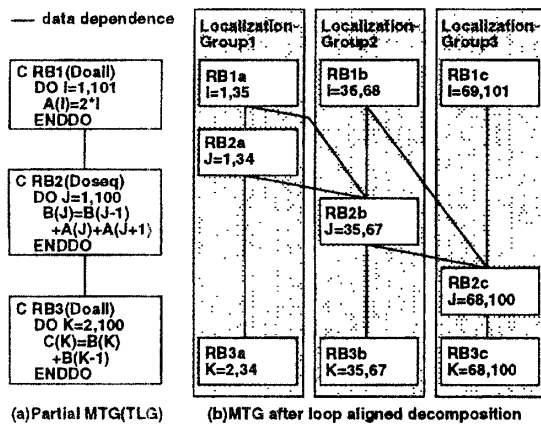 data dependence
C RB1(Doall)
DO I=1,101
A(I)=2*I
ENDDO
C RB2(Doseq)
DO J=1,100
B(J)=B(J-1)
+A(J)+A(J+1)
ENDDO
C RB3(Doall)
DO K=2,100
C(K)=B(K)
+B(K-1)
ENDDO
(a)Partial MTG(TLG)
Localization-
Group1
Localization-
Group2
Localization-
Group3
RB1a
I=1,35
RB1b
I=36,68
RB1c
I=69,101
RB2a
J=1,34
RB2b
J=35,67
RB2c
J=68,100
RB3a
K=2,34
RB3b
K=35,67
RB3c
K=68,100
(b)MTG after loop aligned decomposition